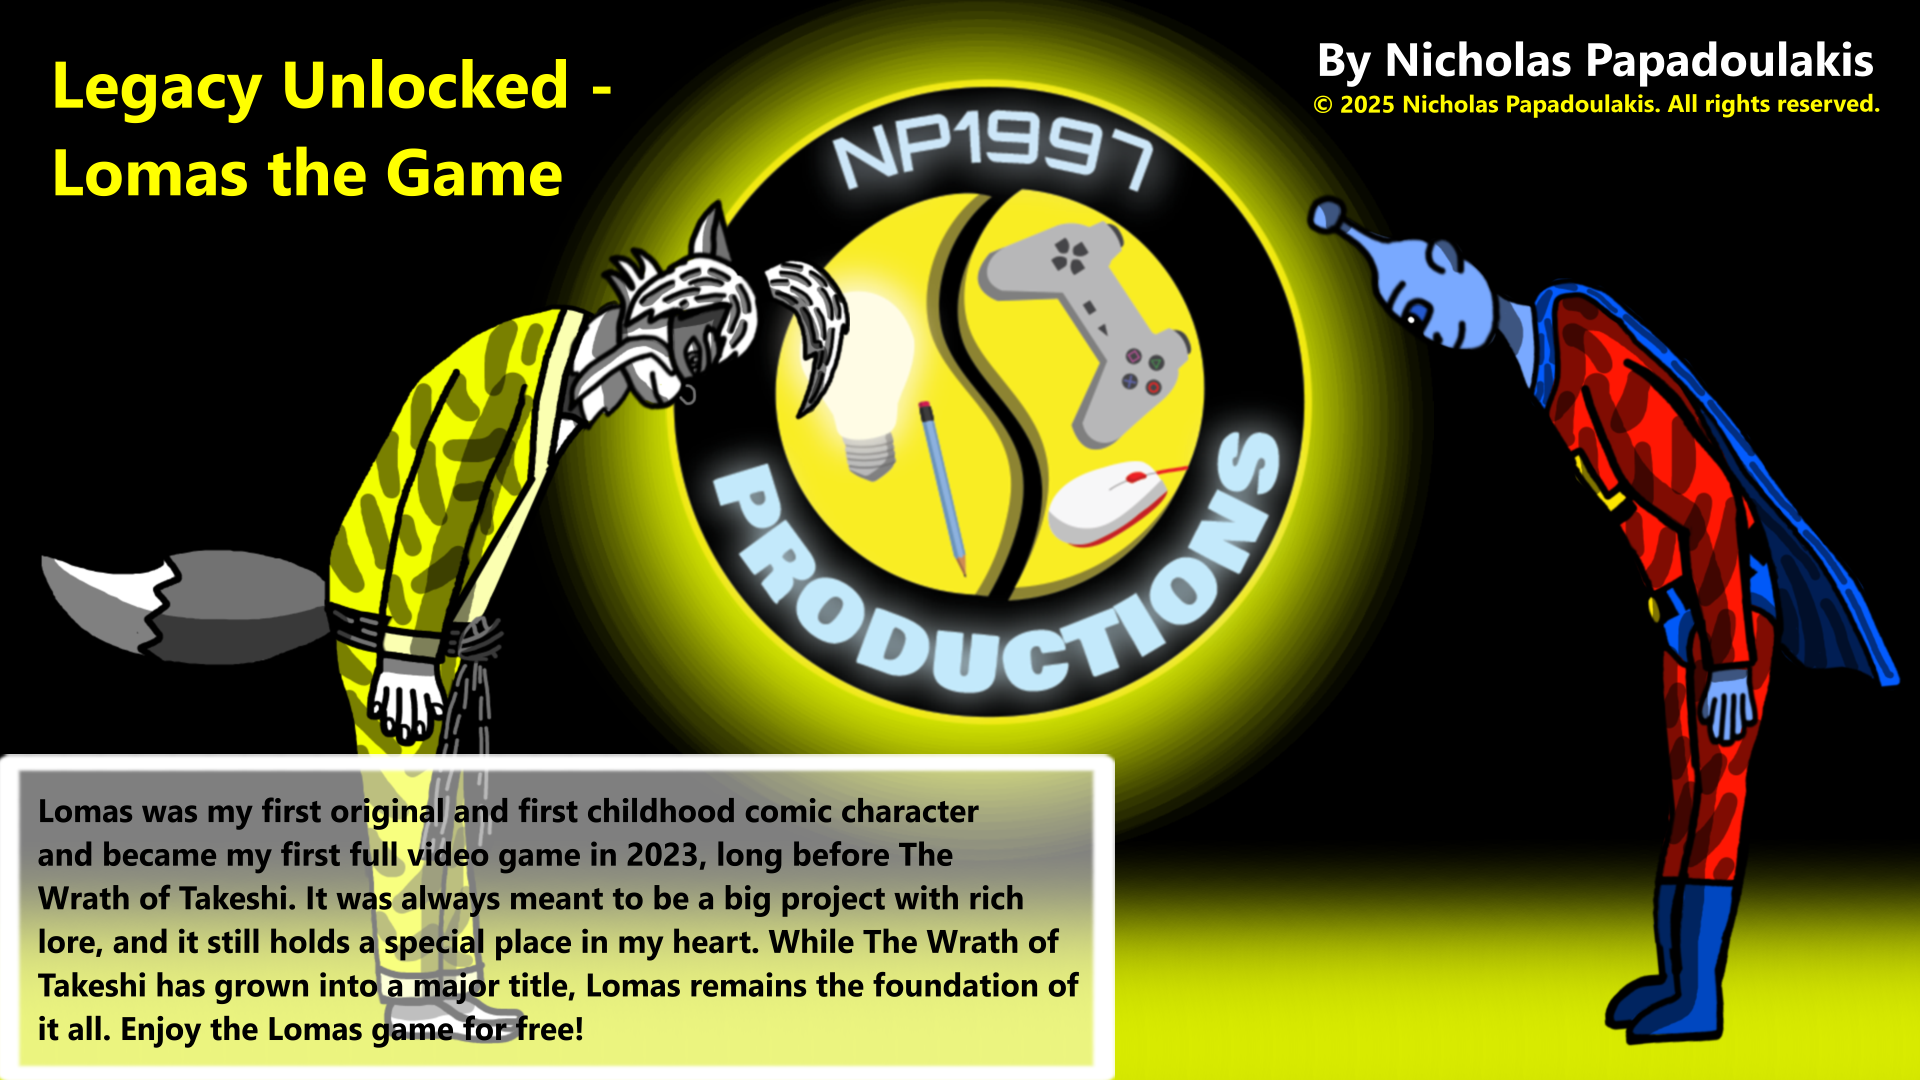 Legacy Unlocked -
Lomas the Game
By Nicholas Papadoulakis
© 2025 Nicholas Papadoulakis. All rights reserved.
NP1997
PRODUCTIONS
Lomas was my first original and first childhood comic character
and became my first full video game in 2023, long before The
Wrath of Takeshi. It was always meant to be a big project with rich
lore, and it still holds a special place in my heart. While The Wrath of
Takeshi has grown into a major title, Lomas remains the foundation of
it all. Enjoy the Lomas game for free!